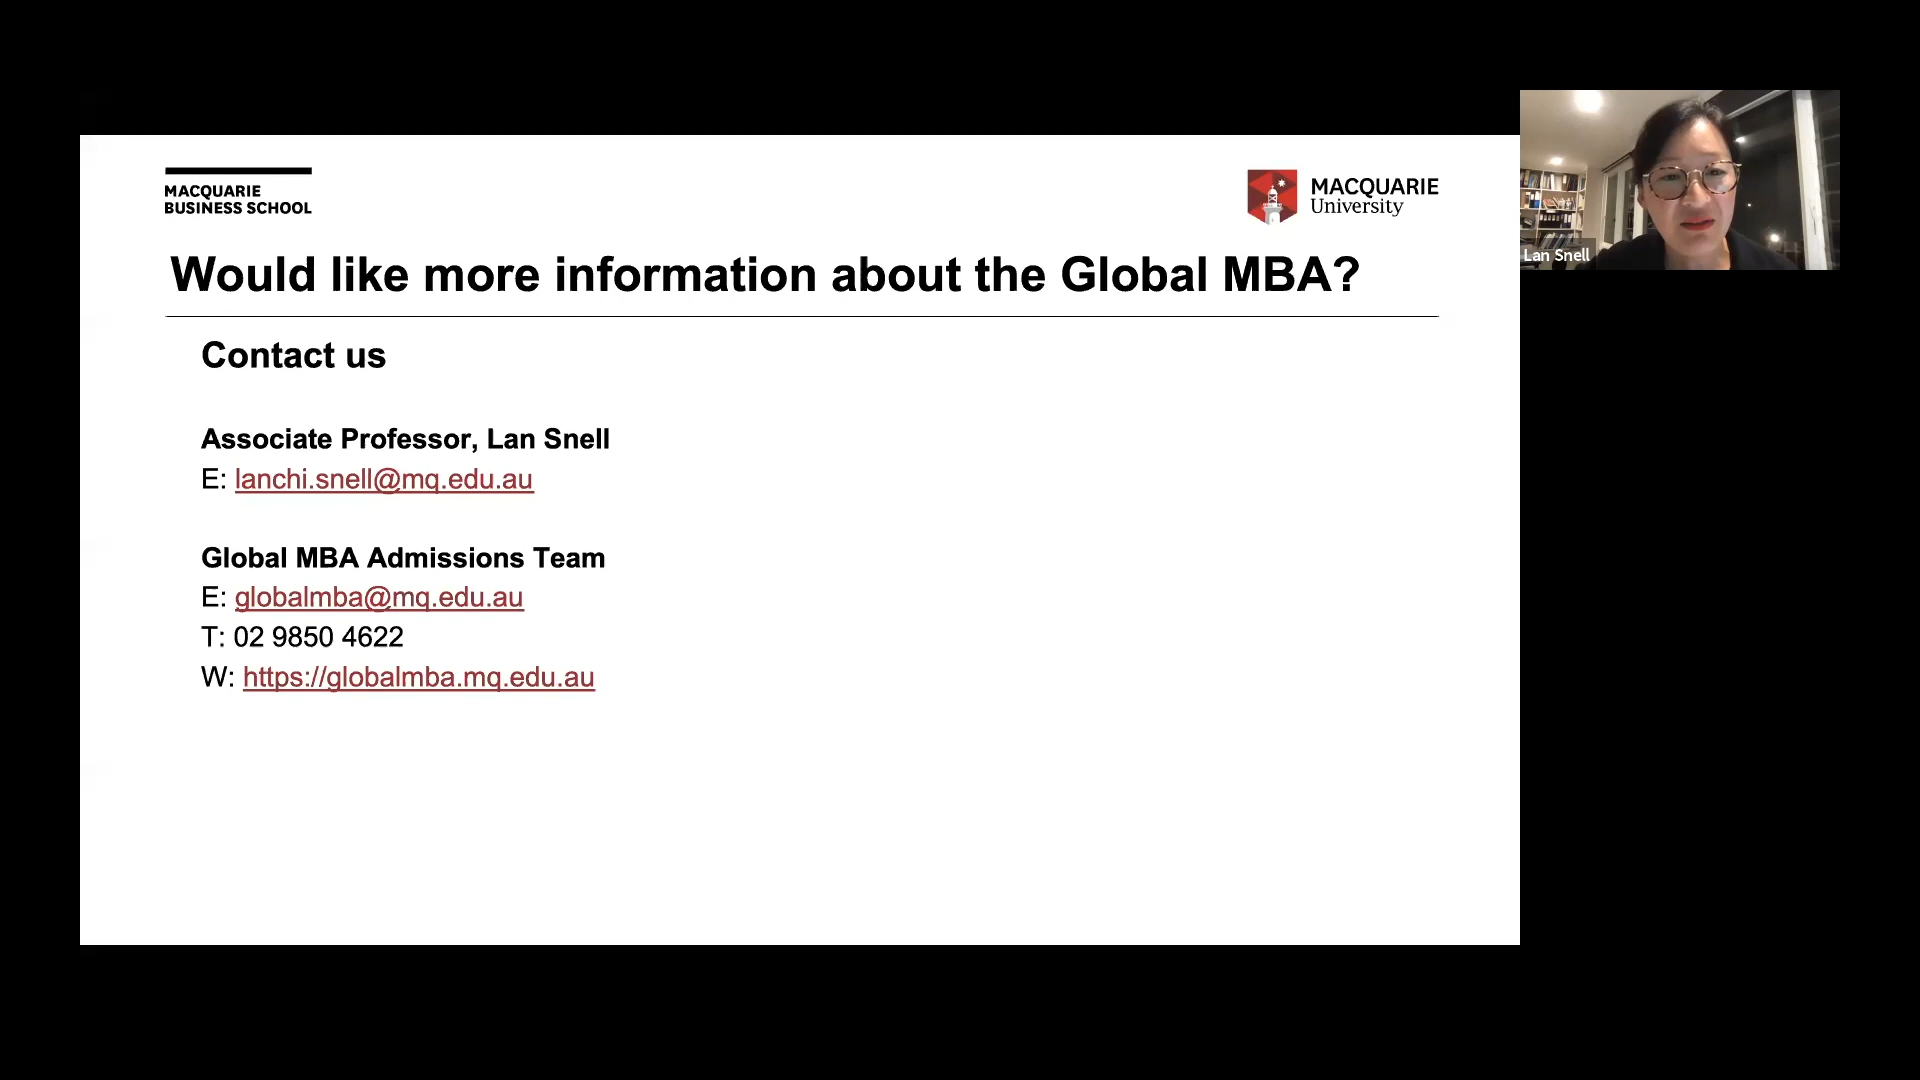 MACQUARIE
BUSINESS SCHOOL
MACQUARIE
University
Would like more information about the Global MBA?
Contact us
Associate Professor, Lan Snell
E: lanchi.snell@mq.edu.au
Global MBA Admissions Team
E: globalmba@mq.edu.au
T: 02 9850 4622
W: https://globalmba.mq.edu.au
Lan Snell